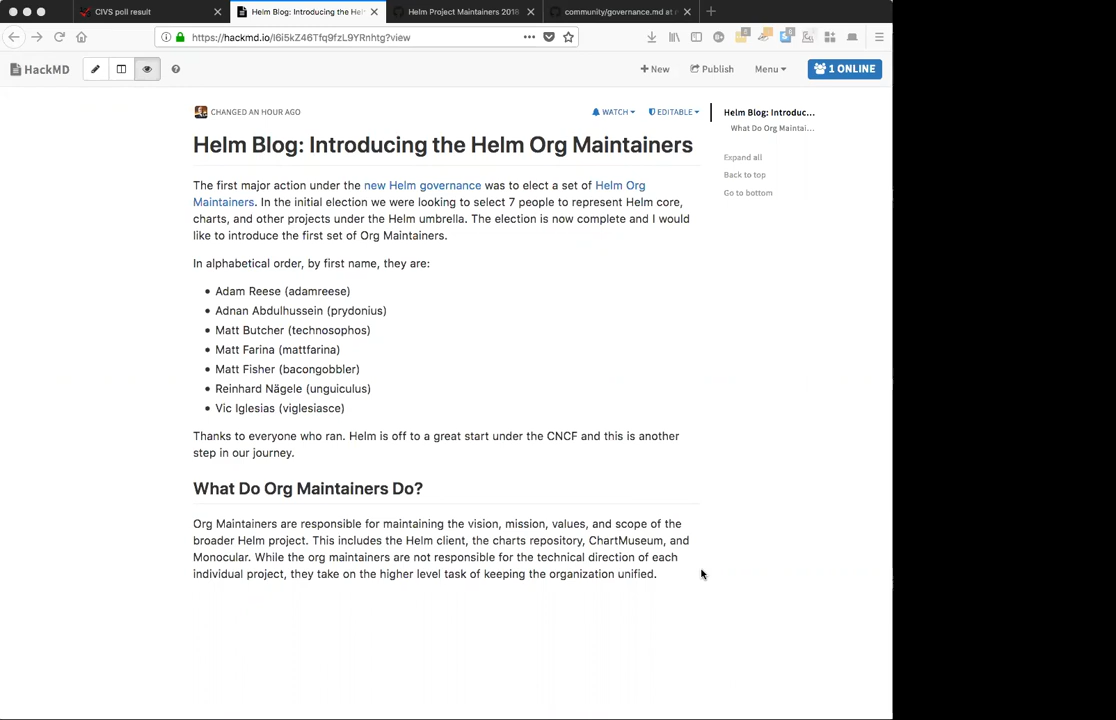 CIVS poll result
Helm Blog: Introducing the He
Helm Project Maintainers 2018
community/governance.md at
https://hackmd.io/l6i5kZ46Tfq9fzL9YRnhtg?view
HackMD
New
Publish
Menu
1 ONLINE
CHANGED AN HOUR AGO
WATCH
EDITABLE
Helm Blog: Introduc...
What Do Org Maintai...
Expand all
Back to top
Go to bottom
Helm Blog: Introducing the Helm Org Maintainers
The first major action under the new Helm governance was to elect a set of Helm Org
Maintainers. In the initial election we were looking to select 7 people to represent Helm core,
charts, and other projects under the Helm umbrella. The election is now complete and I would
like to introduce the first set of Org Maintainers.
In alphabetical order, by first name, they are:
Adam Reese (adamreese)
Adnan Abdulhussein (prydonius)
Matt Butcher (technosophos)
Matt Farina (mattfarina)
Matt Fisher (bacongobbler)
Reinhard Nägele (unguiculus)
Vic Iglesias (viglesiasce)
Thanks to everyone who ran. Helm is off to a great start under the CNCF and this is another
step in our journey.
What Do Org Maintainers Do?
Org Maintainers are responsible for maintaining the vision, mission, values, and scope of the
broader Helm project. This includes the Helm client, the charts repository, ChartMuseum, and
Monocular. While the org maintainers are not responsible for the technical direction of each
individual project, they take on the higher level task of keeping the organization unified.